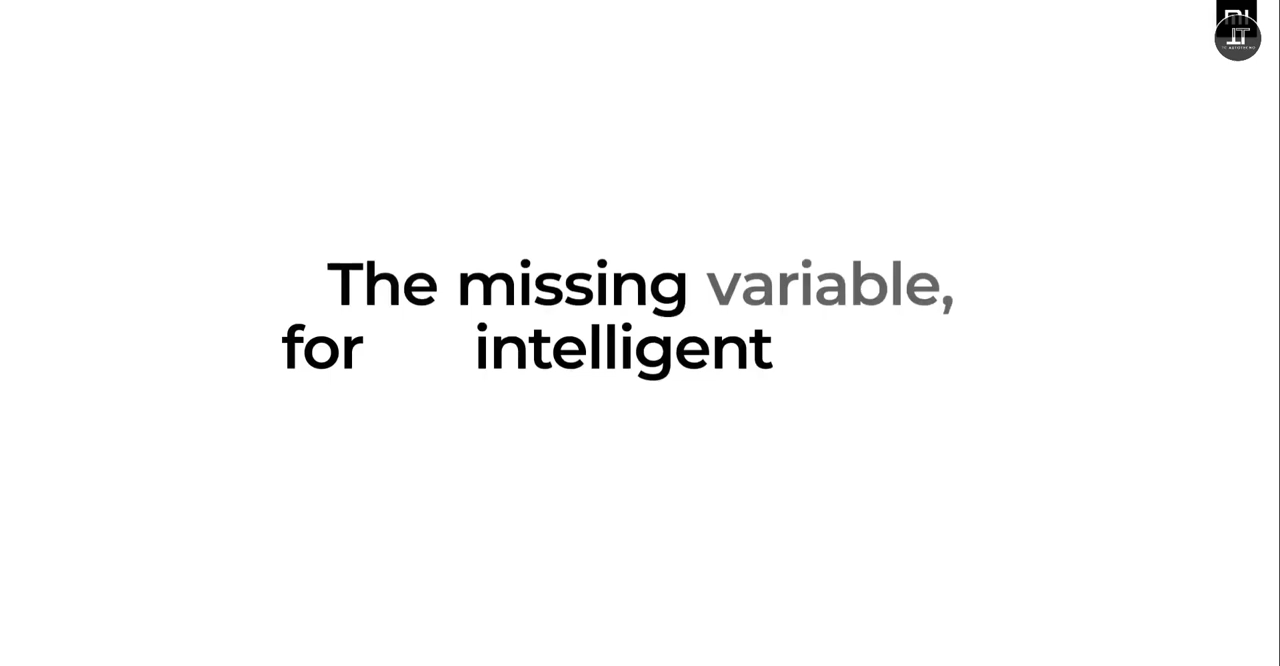 The missing variable,
for intelligent